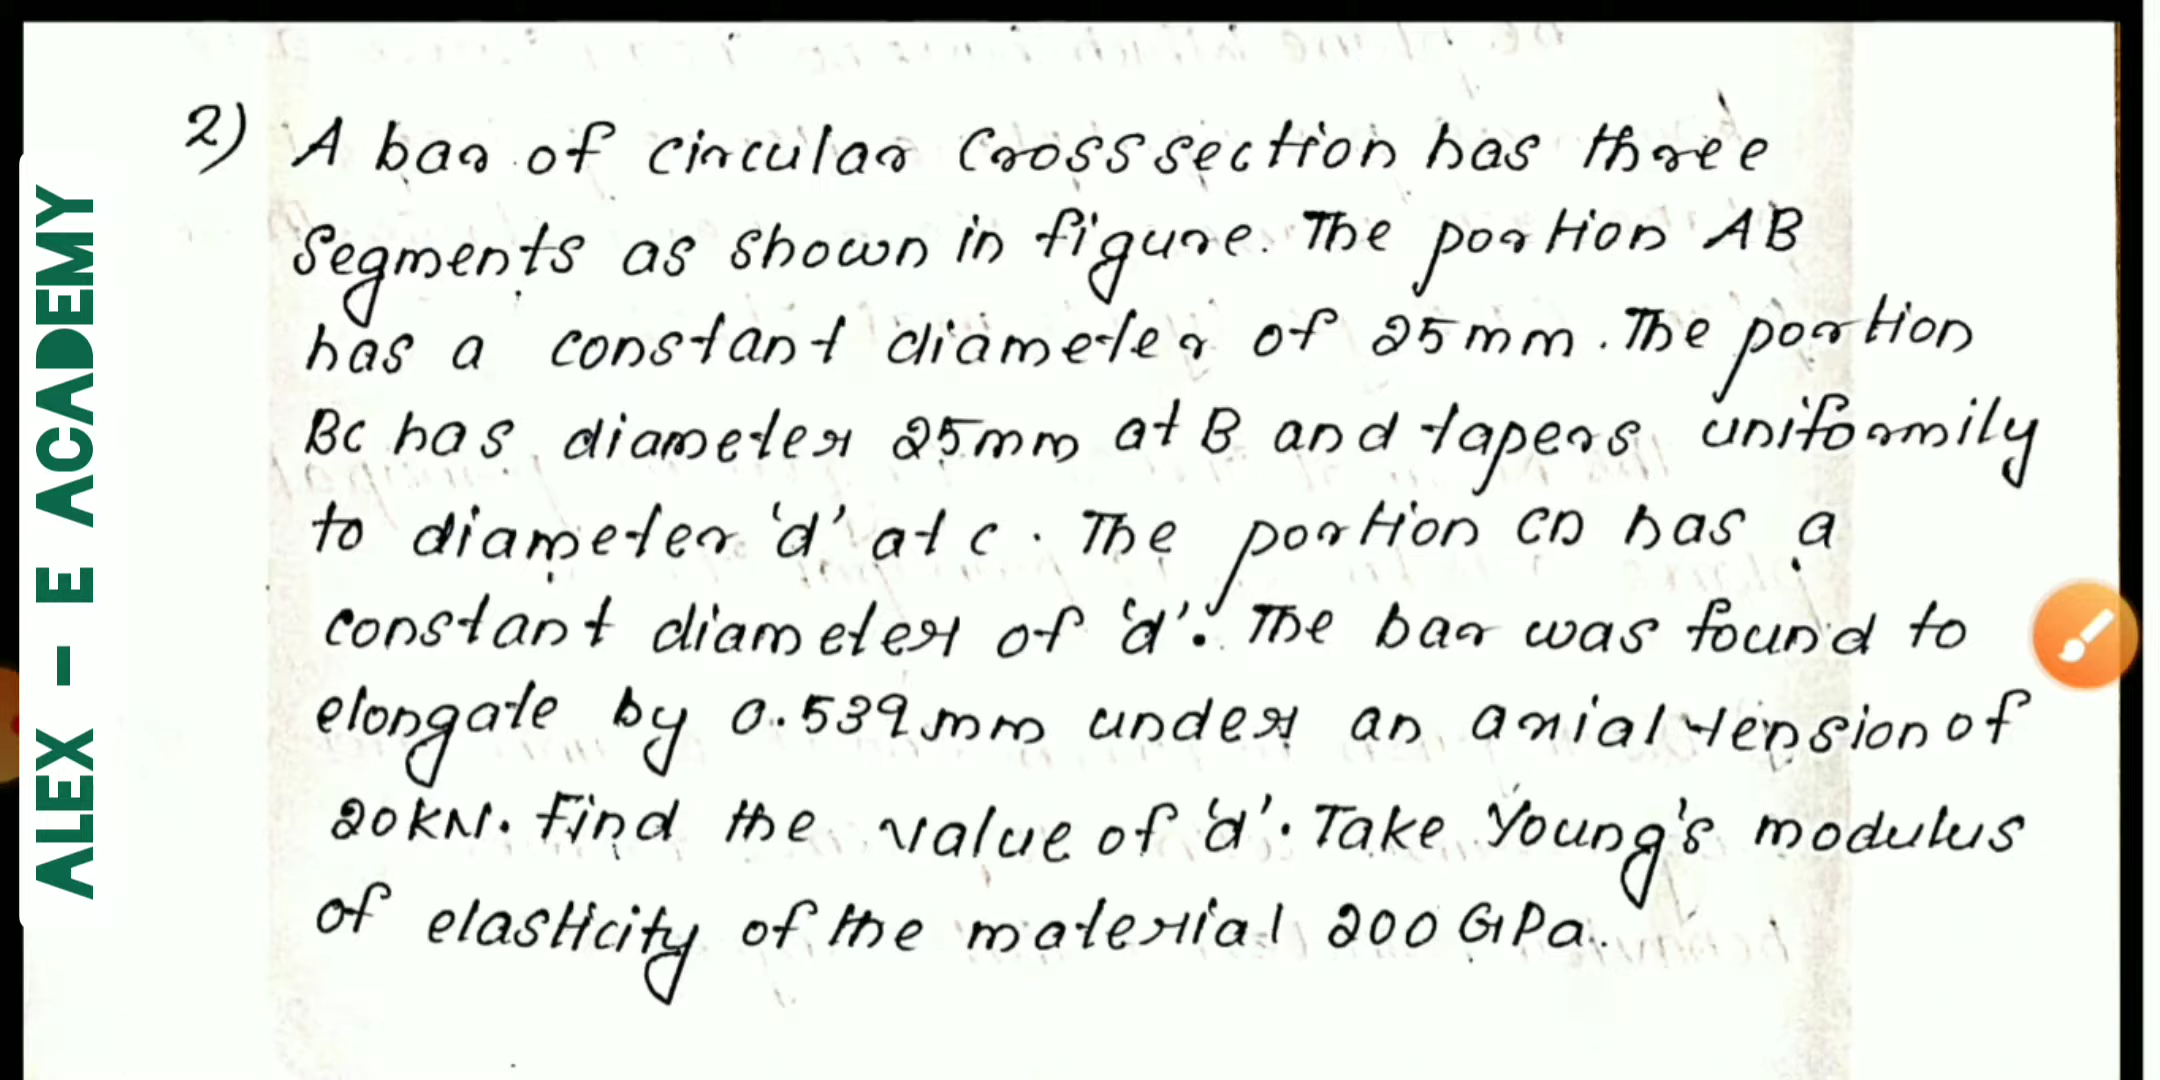 ALEX - E ACADEMY
2) A bar of circular Cross section has three
Segments as shown in figure. The portion AB
has a constant diameter of 25mm. The portion
BC has diameter 25mm at B and tapers uniformily
to diameter 'd' at c. The portion CD has a
constant diameter of 'd'. The bar was found to
elongate by 0.539mm under an axial tension of
20KN. Find the value of 'd'. Take Young's modulus
of elasticity of the material 200 GPa.